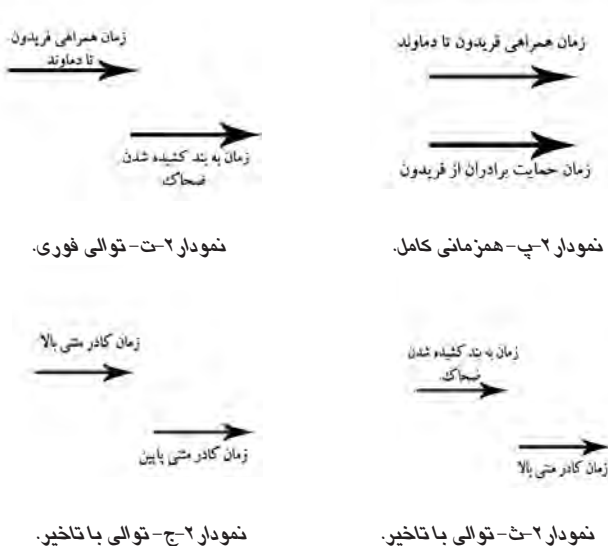 زمان همراهی فریدون تا دماوند
زمان حمایت برادران از فریدون
نمودار ۲-پ- همزمانی کامل.
زمان همراهی فریدون
تا دماوند
زمان به بند کشیده شدن
ضحاک
نمودار ۲-ت- توالی فوری.
زمان به بند کشیده شدن
ضحاک
زمان کادر متنی بالا
نمودار ۲-ث- توالی با تاخیر.
زمان کادر متنی بالا
زمان کادر متنی پایین
نمودار ۲-ج- توالی با تاخیر.